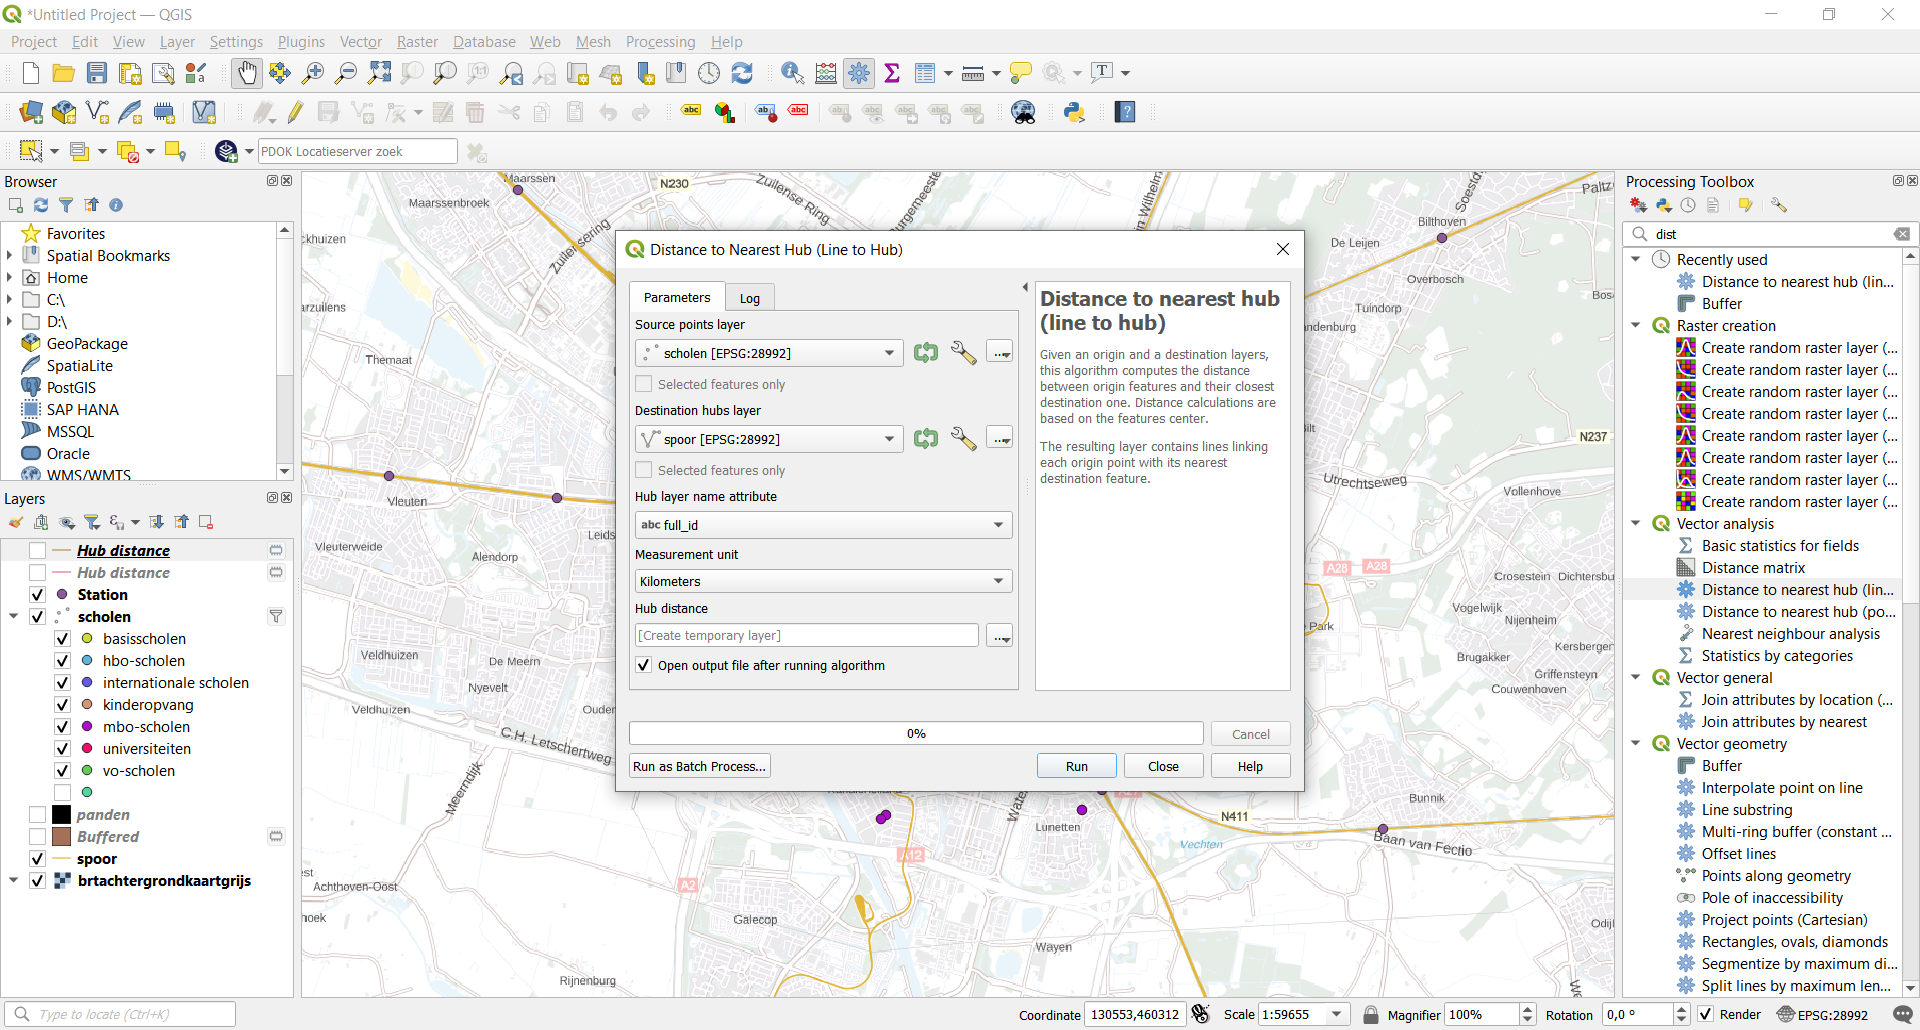 *Untitled Project — QGIS
Project Edit View Layer Settings Plugins Vector Raster Database Web Mesh Processing Help
PDOK Locatieserver zoek
Browser
Favorites
Spatial Bookmarks
Home
C:\
D:\
GeoPackage
SpatiaLite
PostGIS
SAP HANA
MSSQL
Oracle
WMS/WMTS
Layers
Hub distance
Hub distance
Station
scholen
basisscholen
hbo-scholen
internationale scholen
kinderopvang
mbo-scholen
universiteiten
vo-scholen
panden
Buffered
spoor
brtachtergrondkaartgrijs
Maarssen
Maarssenbroek
N230
Zuilense Ring
Zuilensering
ckhuizen
arzuilens
Themaat
Vleuten
Vleuterweide
Alendorp
Leids
Veldhuizen
De Meern
Nyevelt
Veldhuizen
Ouden
C.H. Letschertweg
Meerndijk
Achthoven-Oost
A2
A12
Galecop
Rijnenburg
Wayen
Lunetten
N411
Vechten
Bunnik
Baan van Fectio
De Leijen
Bilthoven
Overbosch
Tuindorp
Soestd
Paltz
Bos
andenburg
Bilt
N237
Utrechtseweg
Vollenhove
A28
A28
Crosestein
Dichtersbu
Vogelwijk
Nijenheim
Park
Brugakker
Kersbergen
Griffensteyn
Couwenhoven
Odij
Distance to Nearest Hub (Line to Hub)
Parameters
Log
Source points layer
scholen [EPSG:28992]
Selected features only
Destination hubs layer
spoor [EPSG:28992]
Selected features only
Hub layer name attribute
abc full_id
Measurement unit
Kilometers
Hub distance
[Create temporary layer]
Open output file after running algorithm
Distance to nearest hub
(line to hub)
Given an origin and a destination layers,
this algorithm computes the distance
between origin features and their closest
destination one. Distance calculations are
based on the features center.
The resulting layer contains lines linking
each origin point with its nearest
destination feature.
0%
Cancel
Run as Batch Process...
Run
Close
Help
Processing Toolbox
dist
Recently used
Distance to nearest hub (lin...
Buffer
Raster creation
Create random raster layer (...
Create random raster layer (...
Create random raster layer (...
Create random raster layer (...
Create random raster layer (...
Create random raster layer (...
Create random raster layer (...
Create random raster layer (...
Vector analysis
Basic statistics for fields
Distance matrix
Distance to nearest hub (lin...
Distance to nearest hub (po...
Nearest neighbour analysis
Statistics by categories
Vector general
Join attributes by location (...
Join attributes by nearest
Vector geometry
Buffer
Interpolate point on line
Line substring
Multi-ring buffer (constant ...
Offset lines
Points along geometry
Pole of inaccessibility
Project points (Cartesian)
Rectangles, ovals, diamonds
Segmentize by maximum di...
Split lines by maximum len...
Type to locate (Ctrl+K)
Coordinate 130553,460312 Scale 1:59655 Magnifier 100% Rotation 0,0 ° Render EPSG:28992